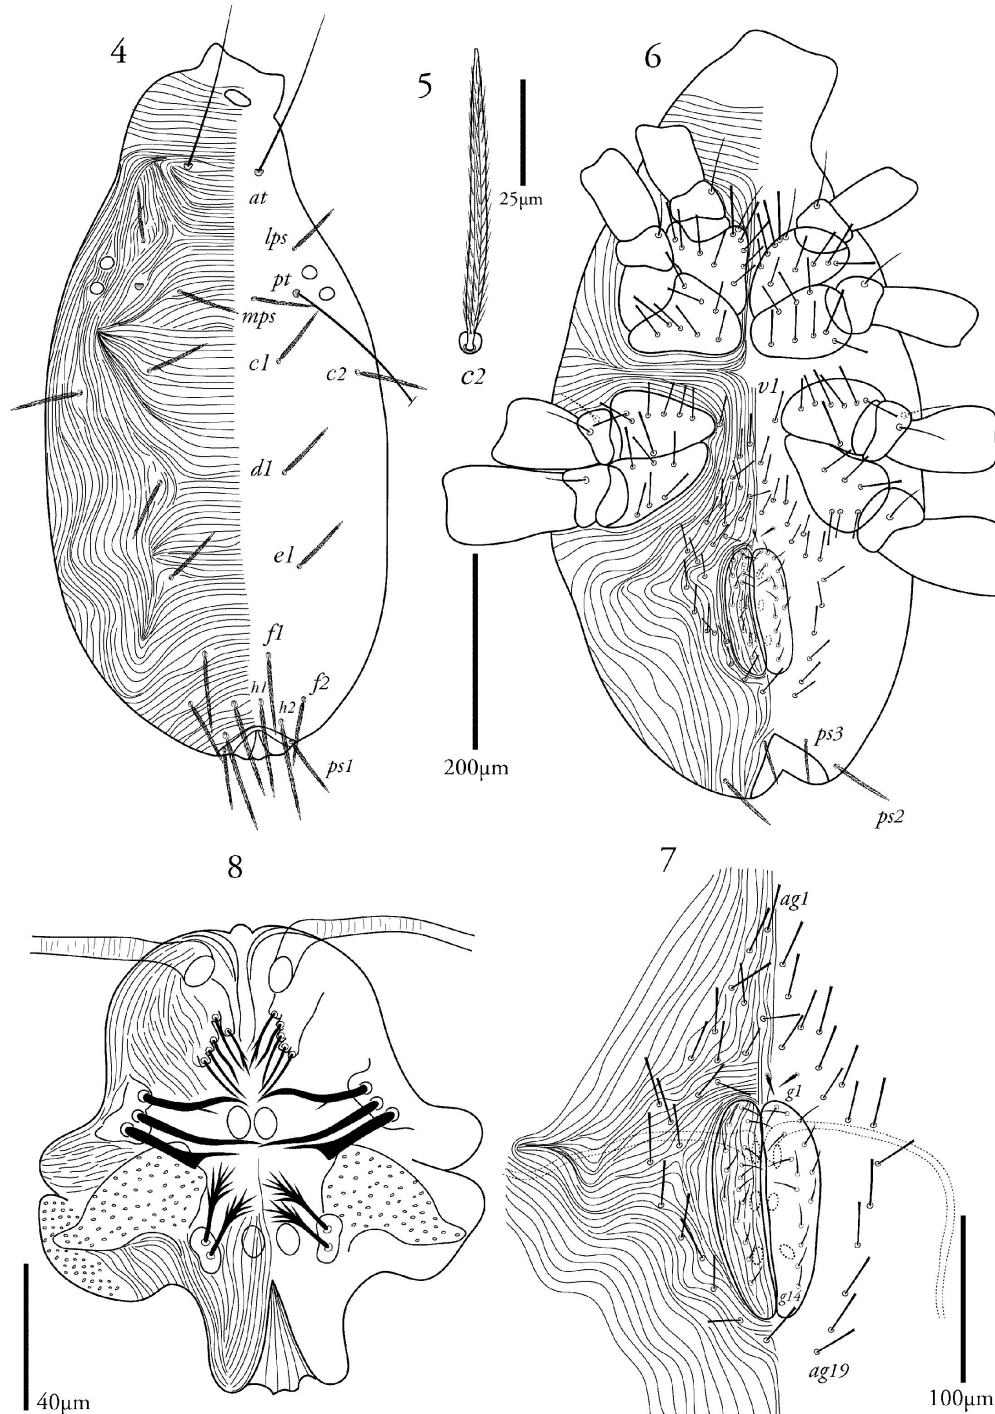 4
5
6
25μm
at
lps
pt
mps
c1
c2
c2
v1
d1
e1
f1
h1
f2
h2
ps1
200μm
ps3
ps2
8
7
ag1
g1
g14
ag19
40μm
100μm